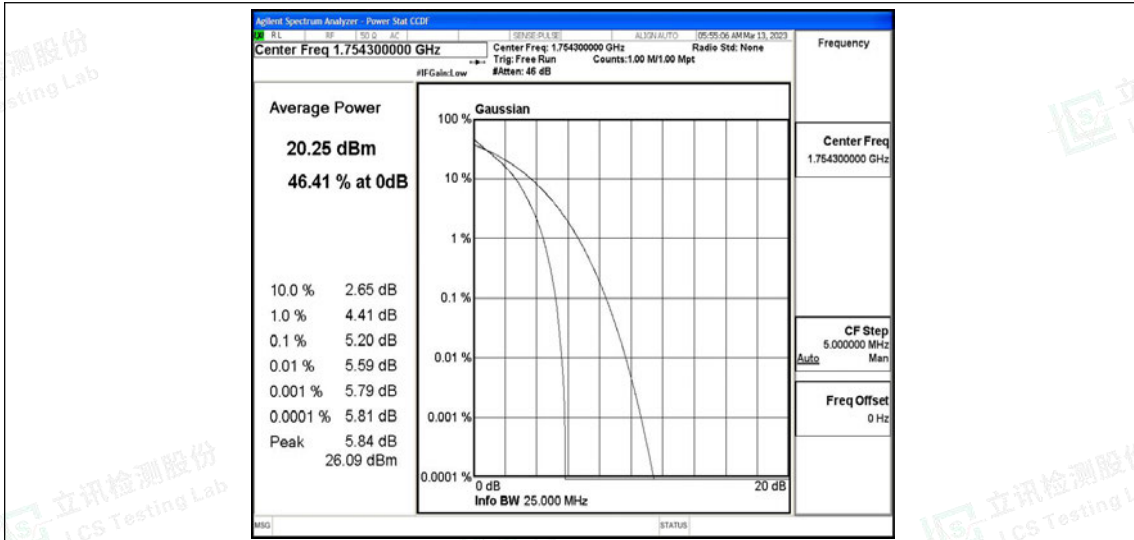 Agilent Spectrum Analyzer - Power Stat CCDF
RL RF 50 Ω AC SENSE:PULSE ALIGN AUTO 05:55:06 AM Mar 13, 2023
Center Freq 1.754300000 GHz
Center Freq: 1.754300000 GHz
Radio Std: None
Trig: Free Run
Counts:1.00 M/1.00 Mpt
#IFGain:Low
#Atten: 46 dB
Frequency
Average Power
20.25 dBm
46.41 % at 0dB
10.0 % 2.65 dB
1.0 % 4.41 dB
0.1 % 5.20 dB
0.01 % 5.59 dB
0.001 % 5.79 dB
0.0001 % 5.81 dB
Peak 5.84 dB
26.09 dBm
Gaussian
100 %
10 %
1 %
0.1 %
0.01 %
0.001 %
0.0001 %
0 dB
20 dB
Info BW 25.000 MHz
Center Freq
1.754300000 GHz
CF Step
5.000000 MHz
Auto Man
Freq Offset
0 Hz
MSG
STATUS
立讯检测股份
LCS Testing Lab